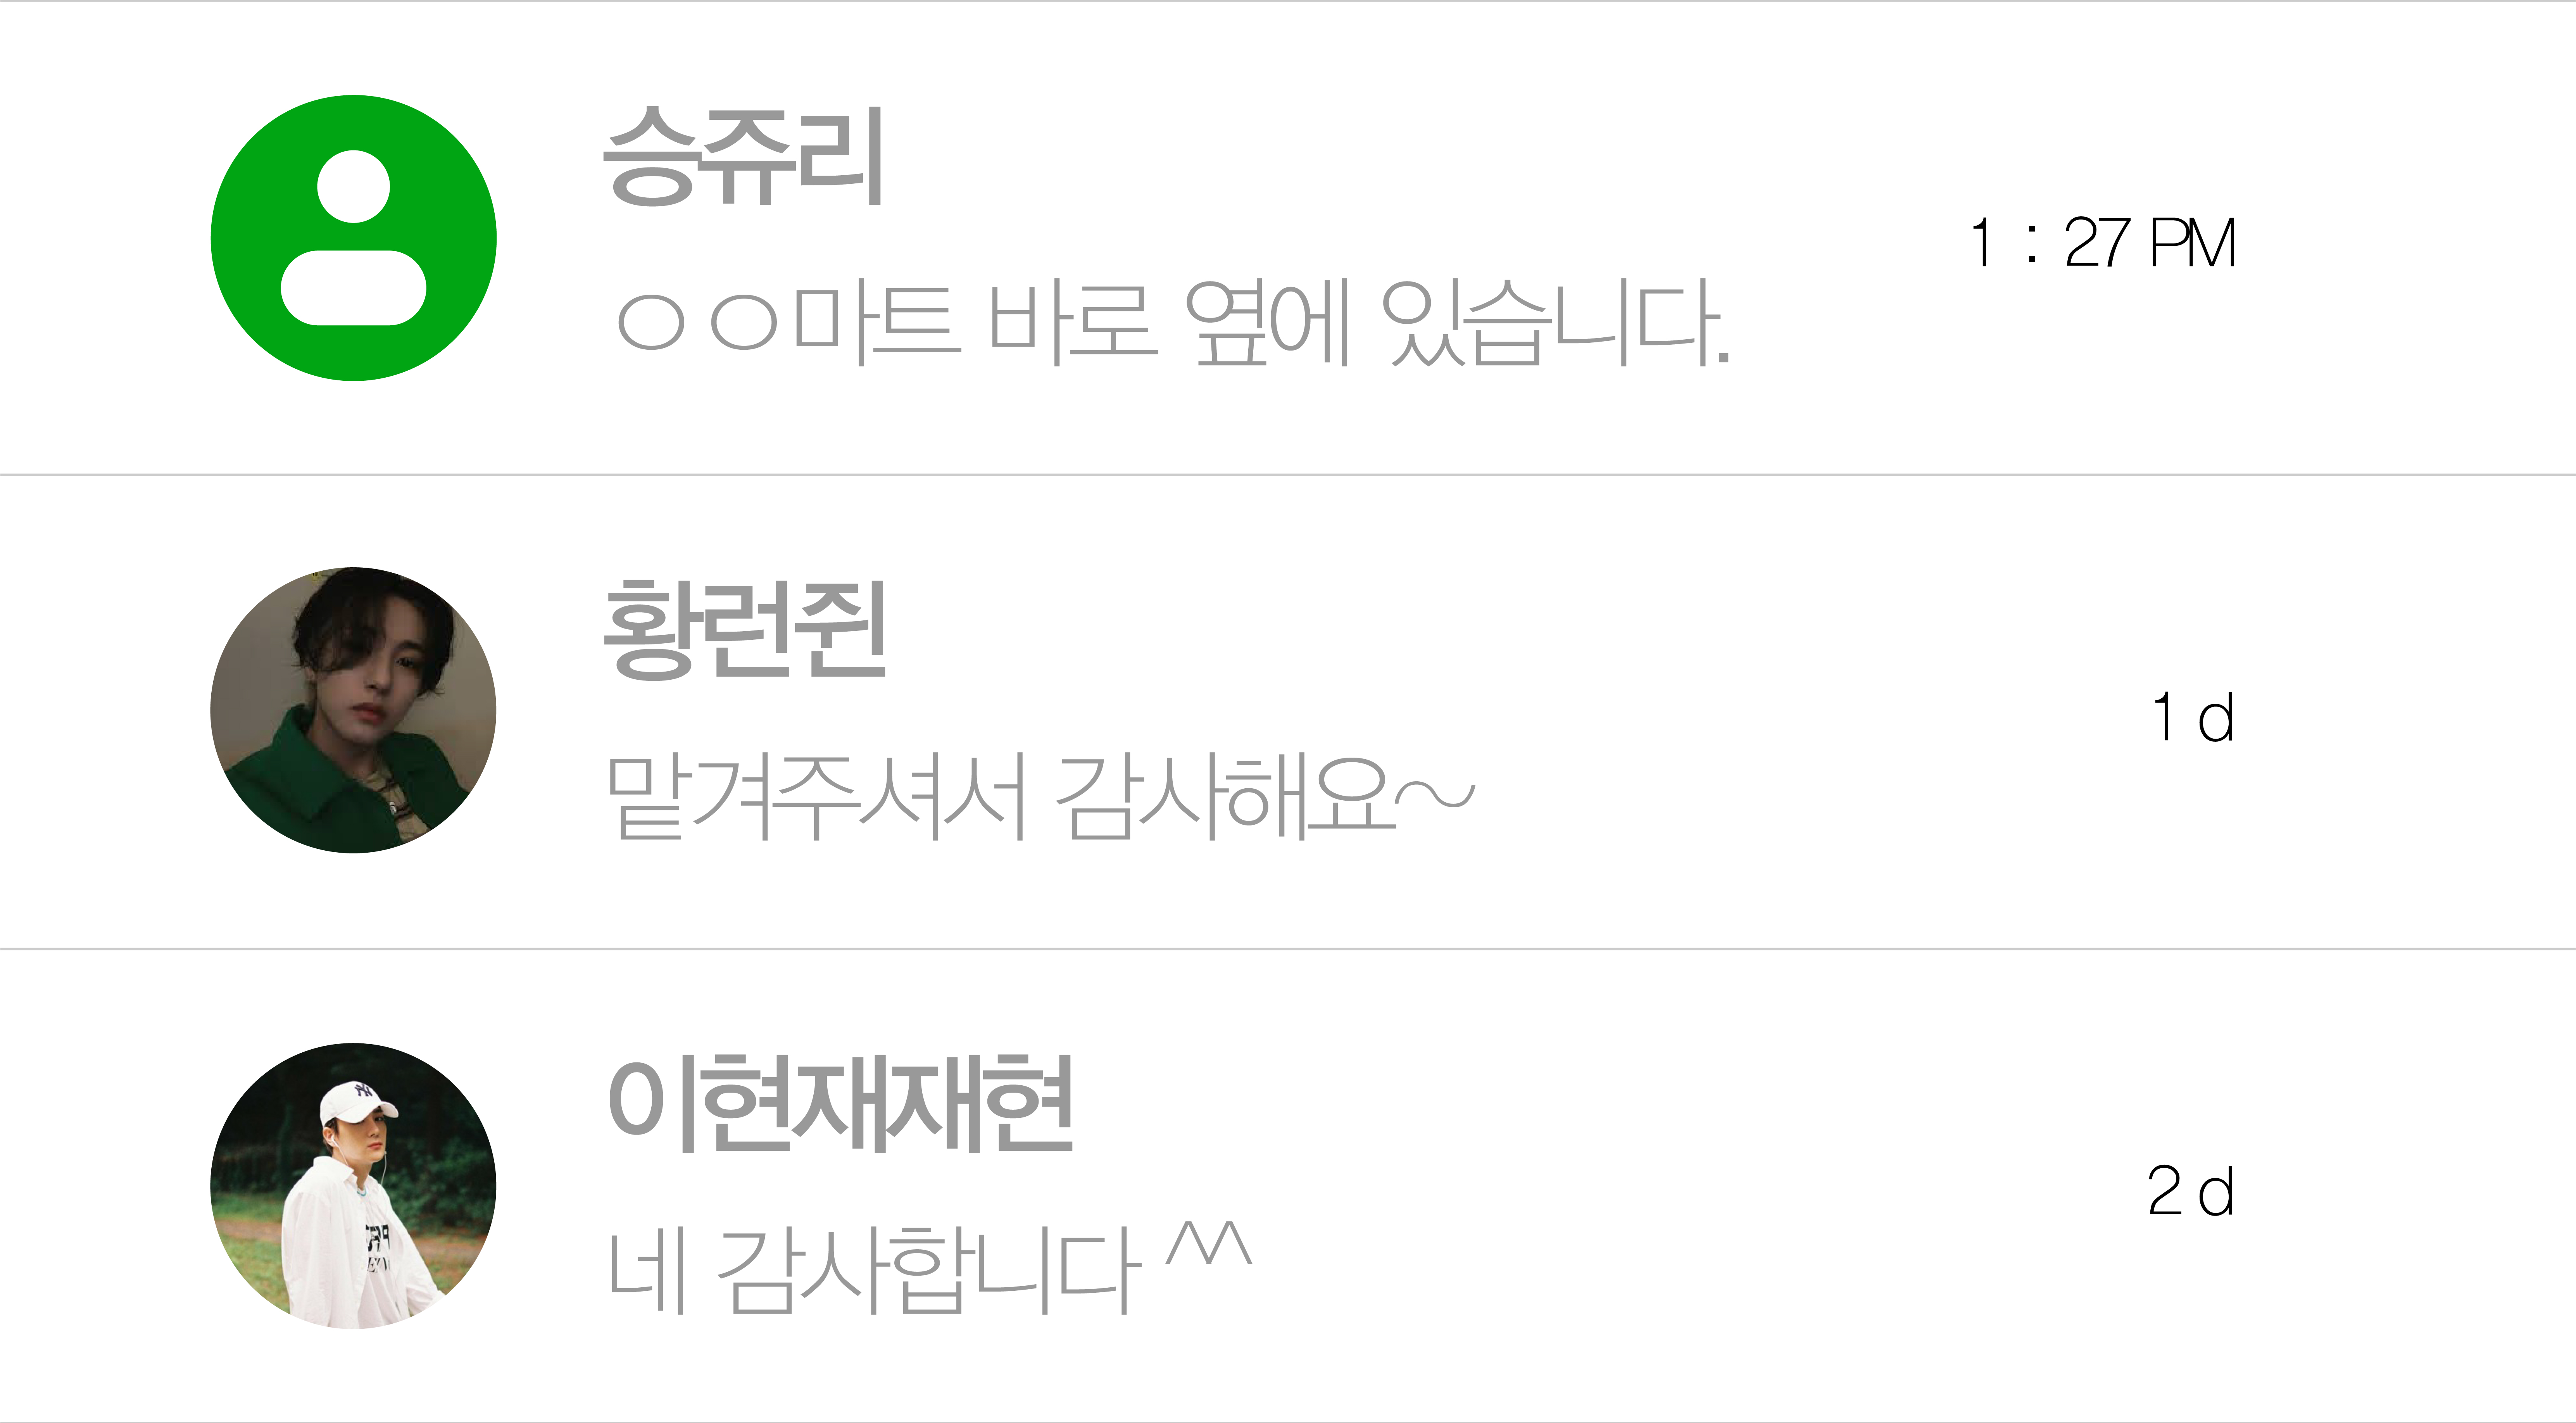 승쥬리
ㅇㅇ마트 바로 옆에 있습니다.
1 : 27 PM
황런쥔
맡겨주셔서 감사해요~
1 d
이현재재현
네 감사합니다 ^^
2 d